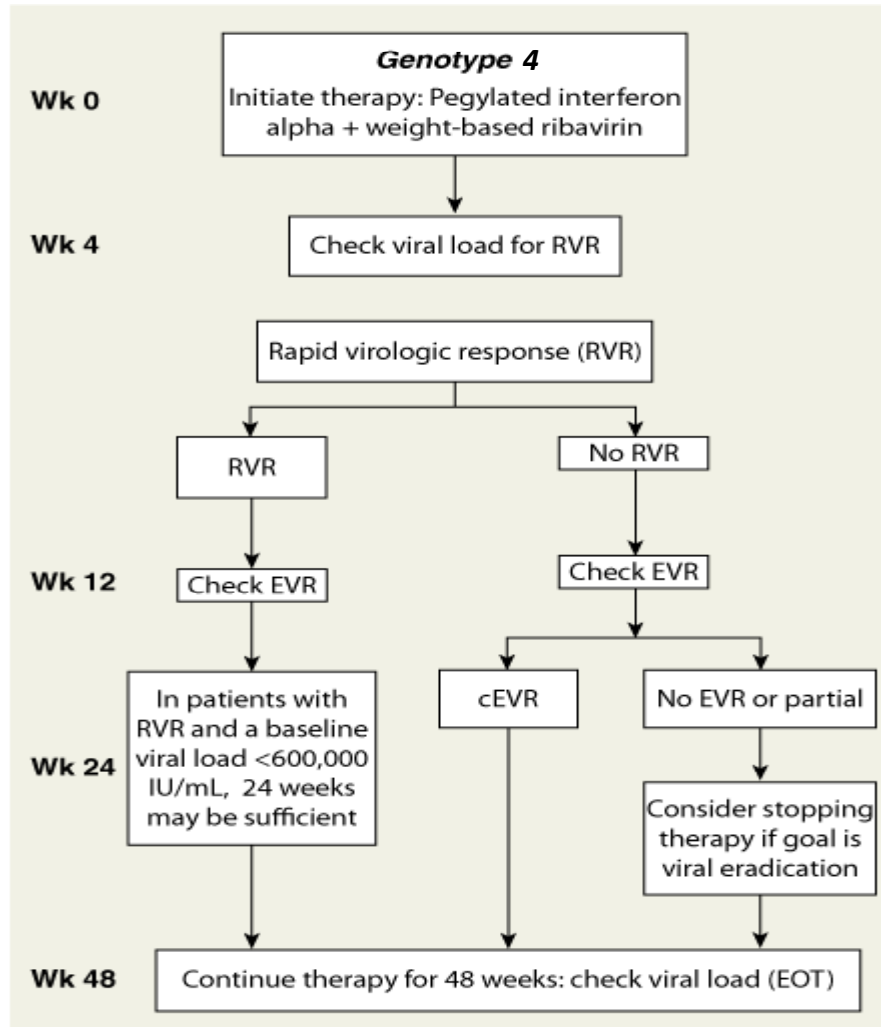 Genotype 4
Wk 0
Initiate therapy: Pegylated interferon
alpha + weight-based ribavirin
Wk 4
Check viral load for RVR
Rapid virologic response (RVR)
RVR
No RVR
Wk 12
Check EVR
Check EVR
In patients with
RVR and a baseline
viral load <600,000
IU/mL, 24 weeks
may be sufficient
cEVR
No EVR or partial
Wk 24
Consider stopping
therapy if goal is
viral eradication
Wk 48
Continue therapy for 48 weeks: check viral load (EOT)